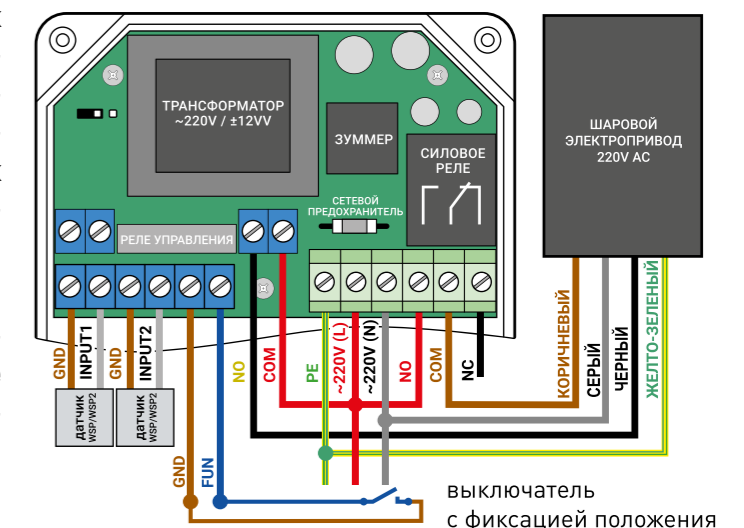 ТРАНСФОРМАТОР
~220V / ±12VV
ЗУММЕР
СИЛОВОЕ
РЕЛЕ
СЕТЕВОЙ
ПРЕДОХРАНИТЕЛЬ
РЕЛЕ УПРАВЛЕНИЯ
ШАРОВОЙ
ЭЛЕКТРОПРИВОД
220V AC
GND
INPUT1
GND
INPUT2
NO
COM
PE
~220V (L)
~220V (N)
NO
COM
NC
КОРИЧНЕВЫЙ
СЕРЫЙ
ЧЕРНЫЙ
ЖЕЛТО-ЗЕЛЕНЫЙ
датчик
WSP/WSP2
датчик
WSP/WSP2
GND
FUN
выключатель
с фиксацией положения